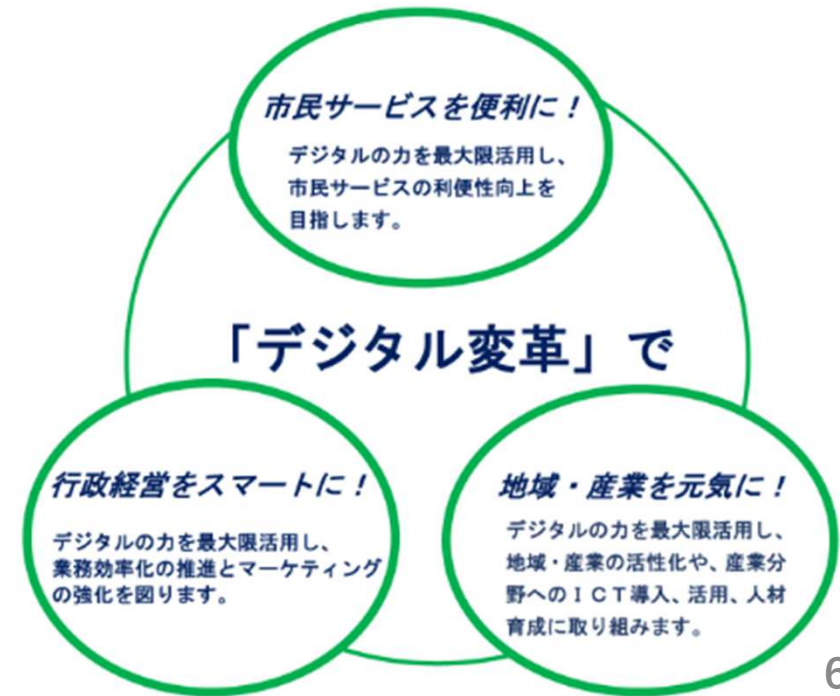 市民サービスを便利に！
デジタルの力を最大限活用し、
市民サービスの利便性向上を
目指します。
「デジタル変革」で
行政経営をスマートに！
デジタルの力を最大限活用し、
業務効率化の推進とマーケティング
の強化を図ります。
地域・産業を元気に！
デジタルの力を最大限活用し、
地域・産業の活性化や、産業分
野へのＩＣＴ導入、活用、人材
育成に取り組みます。
6